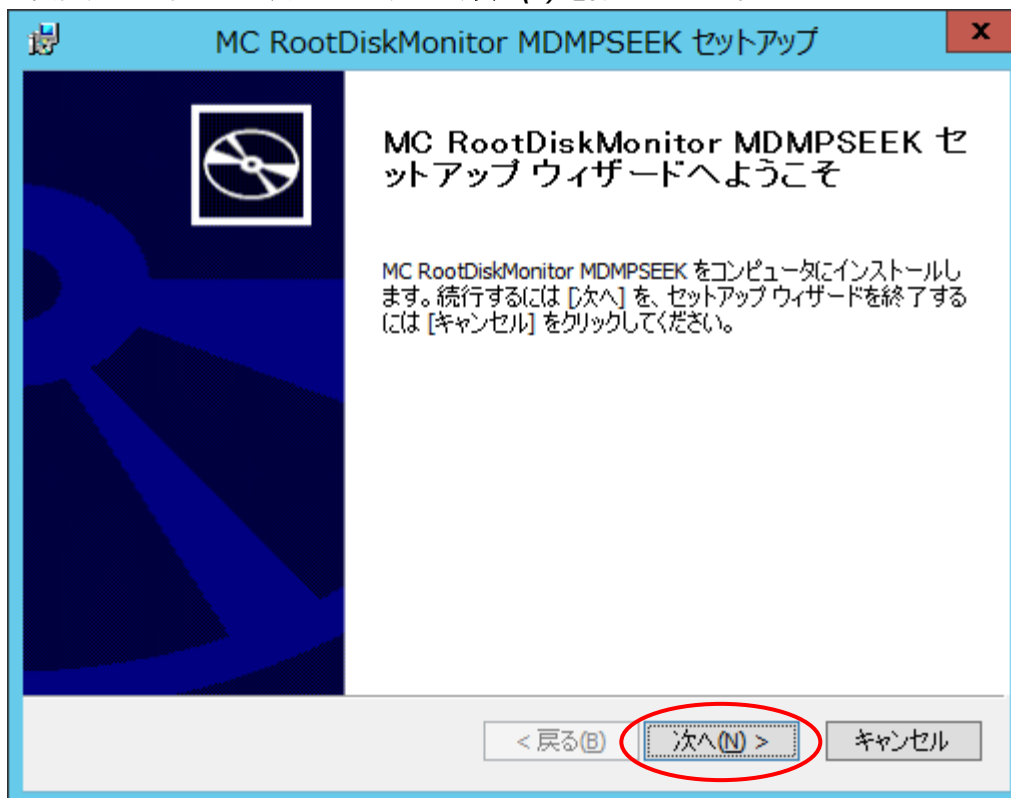 MC RootDiskMonitor MDMPSEEK セットアップ
x
MC RootDiskMonitor MDMPSEEK セ
ットアップ ウィザードへようこそ
MC RootDiskMonitor MDMPSEEK をコンピュータにインストールし
ます。続行するには [次へ] を、セットアップ ウィザードを終了する
には [キャンセル] をクリックしてください。
< 戻る(B)
次へ(N) >
キャンセル